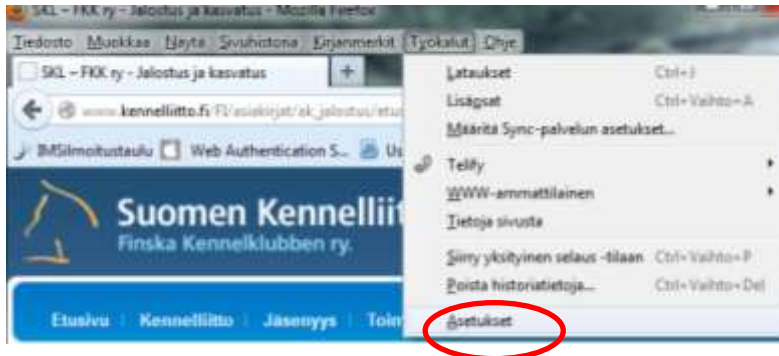 SKL – FKK ry - Jalostus ja kasvatus - Mozilla Firefox
Tiedosto Muokkaa Näytä Sivuhistoria Kirjanmerkit Työkalut Ohje
SKL – FKK ry - Jalostus ja kasvatus +
www.kennelliitto.fi/FI/asiakirjat/ak_jalostus/etu
IMSilmoitustaulu Web Authentication S...
Suomen Kennelliit
Finska Kennelklubben ry.
Etusivu Kennelliitto Jäsenyys Toim
Lataukset Ctrl+J
Lisäosat Ctrl+Vaihto+A
Määritä Sync-palvelun asetukset...
Telify
WWW-ammattilainen
Tietoja sivusta
Siirry yksityinen selaus -tilaan Ctrl+Vaihto+P
Poista historiatietoja... Ctrl+Vaihto+Del
Asetukset